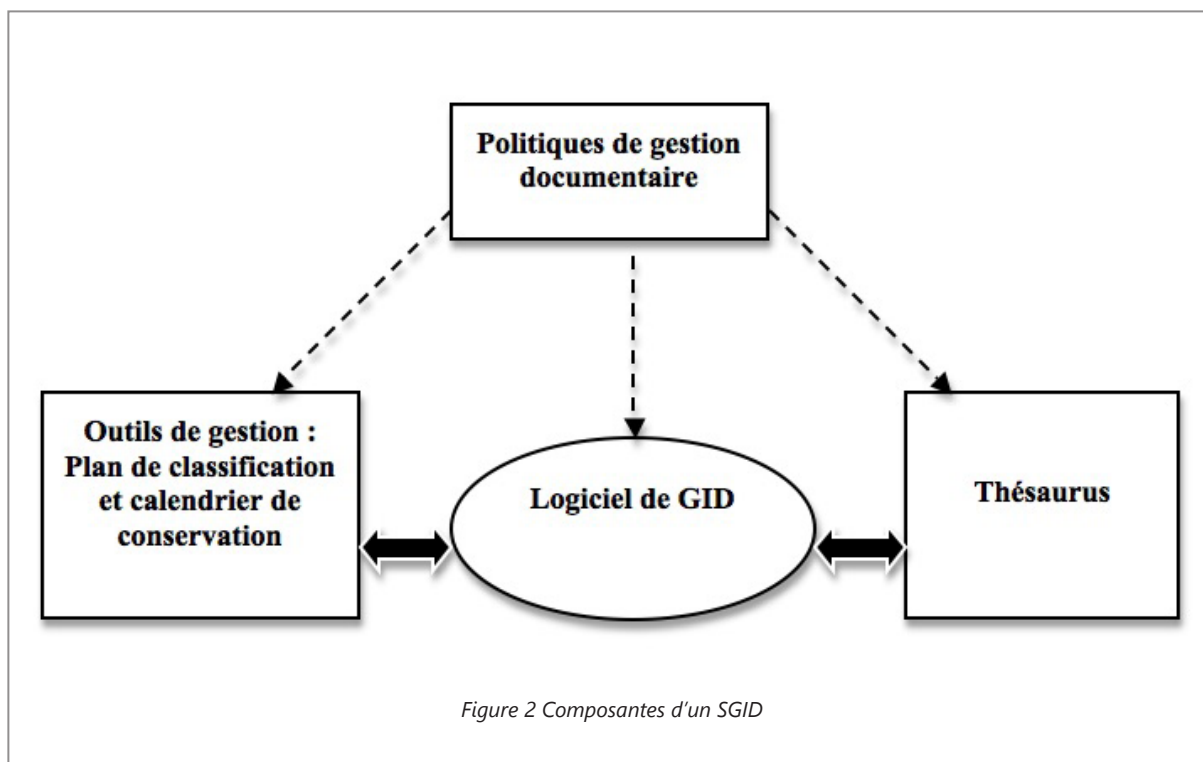 Politiques de gestion
documentaire
Outils de gestion :
Plan de classification
et calendrier de
conservation
Logiciel de GID
Thésaurus
Figure 2 Composantes d'un SGID